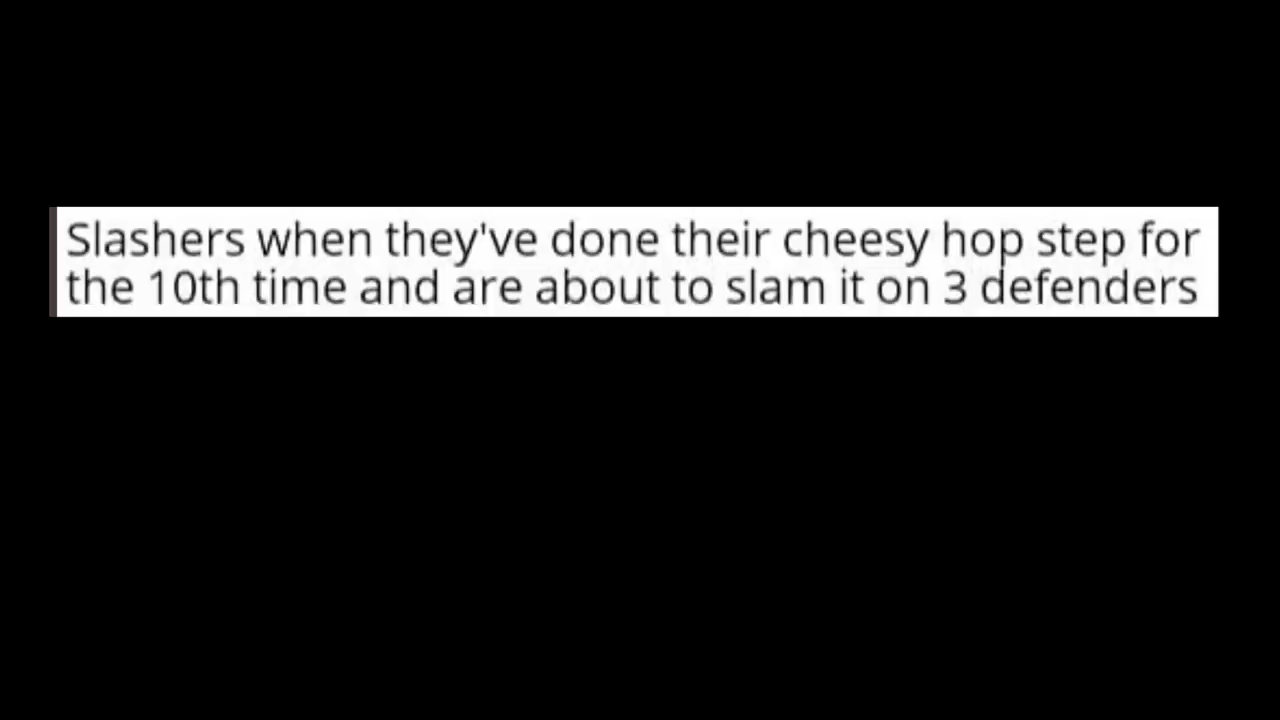 Slashers when they've done their cheesy hop step for
the 10th time and are about to slam it on 3 defenders